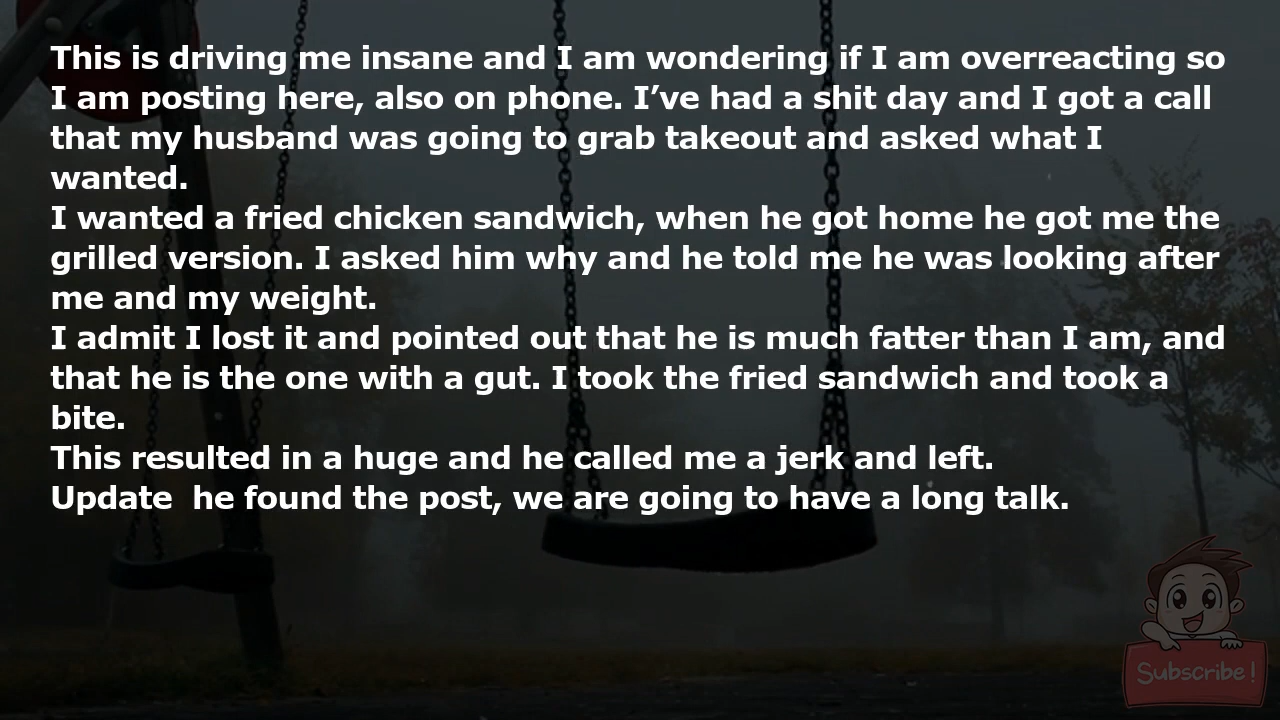 This is driving me insane and I am wondering if I am overreacting so
I am posting here, also on phone. I’ve had a shit day and I got a call
that my husband was going to grab takeout and asked what I
wanted.
I wanted a fried chicken sandwich, when he got home he got me the
grilled version. I asked him why and he told me he was looking after
me and my weight.
I admit I lost it and pointed out that he is much fatter than I am, and
that he is the one with a gut. I took the fried sandwich and took a
bite.
This resulted in a huge and he called me a jerk and left.
Update  he found the post, we are going to have a long talk.
Subscribe!